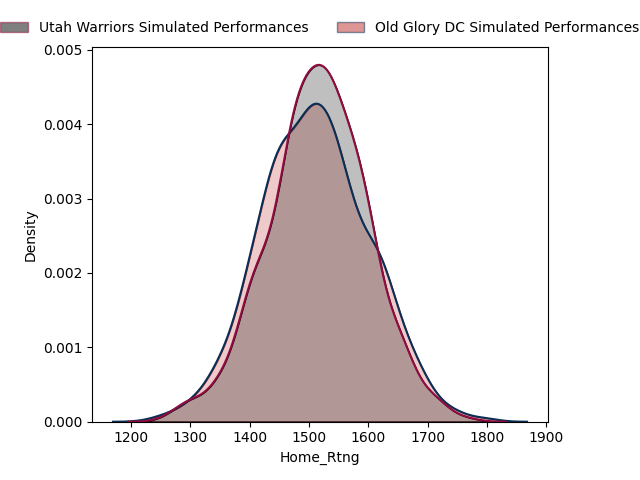 Utah Warriors Simulated Performances Old Glory DC Simulated Performances
0.005
0.004
0.003
0.002
0.001
0.000
Density
1200 1300 1400 1500 1600 1700 1800 1900
Home_Rtng